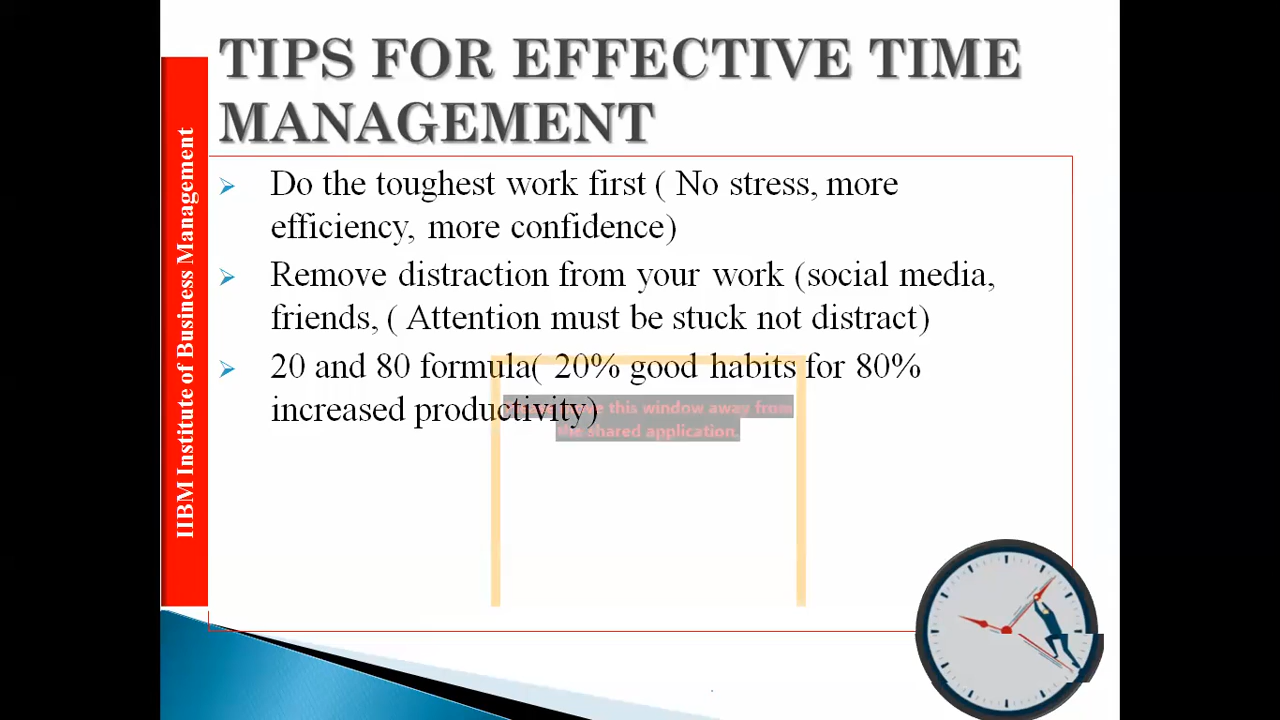 TIPS FOR EFFECTIVE TIME
MANAGEMENT
IIBM Institute of Business Management
Do the toughest work first ( No stress, more
efficiency, more confidence)
Remove distraction from your work (social media,
friends, ( Attention must be stuck not distract)
20 and 80 formula( 20% good habits for 80%
increased productivity)
this window away from
the shared application.